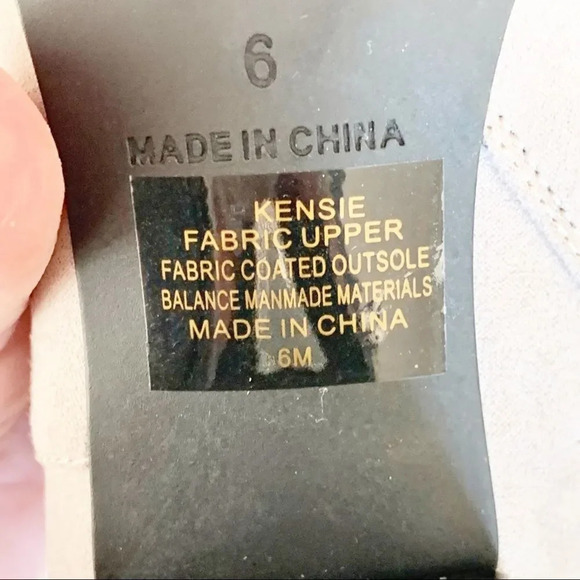 6
MADE IN CHINA
KENSIE
FABRIC UPPER
FABRIC COATED OUTSOLE
BALANCE MANMADE MATERIALS
MADE IN CHINA
6M